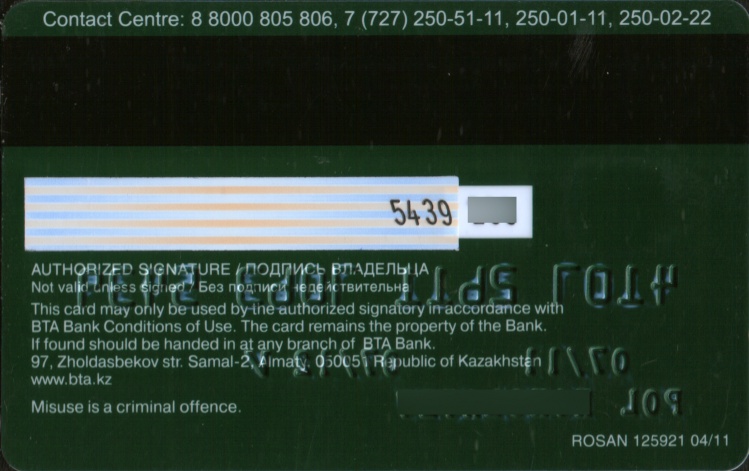 Contact Centre: 8 8000 805 806, 7 (727) 250-51-11, 250-01-11, 250-02-22
5439
AUTHORIZED SIGNATURE / ПОДПИСЬ ВЛАДЕЛЬЦА
Not valid unless signed / Без подписи недействительна
This card may only be used by the authorized signatory in accordance with
BTA Bank Conditions of Use. The card remains the property of the Bank.
If found should be handed in at any branch of BTA Bank.
97, Zholdasbekov str. Samal-2, Almaty, 050051 Republic of Kazakhstan
www.bta.kz
Misuse is a criminal offence.
ROSAN 125921 04/11